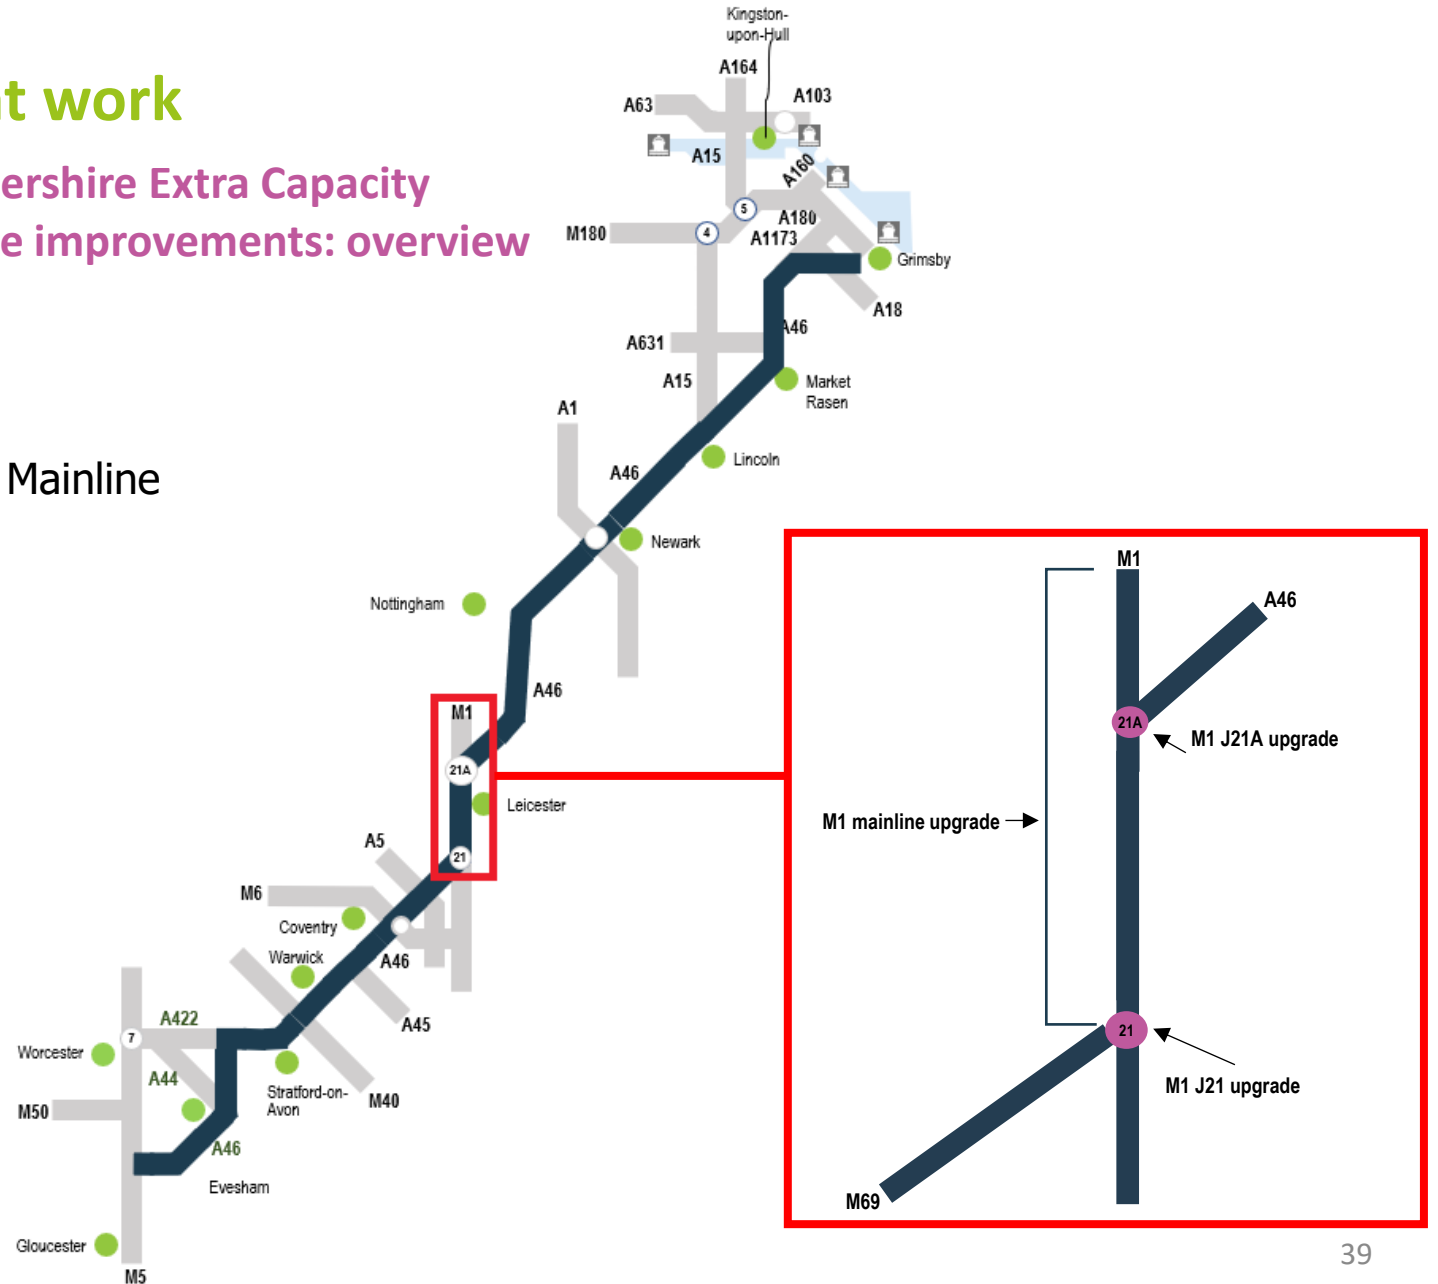 nt work
ershire Extra Capacity
e improvements: overview
Mainline
Kingston-
upon-Hull
A164
A63
A103
A15
A160
5
A180
M180
4
A1173
Grimsby
A18
A46
A631
A15
Market
Rasen
A1
A46
Lincoln
Newark
Nottingham
A46
M1
21A
Leicester
A5
21
M6
Coventry
Warwick
A46
A422
A45
7
Worcester
A44
Stratford-on-
Avon
M40
M50
A46
Evesham
Gloucester
M5
M1
A46
21A
M1 J21A upgrade
M1 mainline upgrade
21
M1 J21 upgrade
M69
39